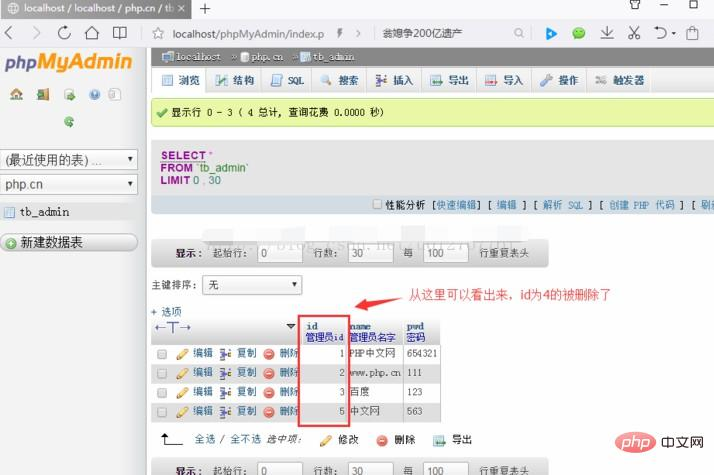 localhost / localhost / php.cn / tb
localhost/phpMyAdmin/index.p
翁媳争200亿遗产
phpMyAdmin
localhost » php.cn » tb_admin
浏览 结构 SQL 搜索 插入 导出 导入 操作 触发器
显示行 0 - 3 ( 4 总计, 查询花费 0.0000 秒)
(最近使用的表) ...
php.cn
tb_admin
新建数据表
SELECT *
FROM `tb_admin`
LIMIT 0 , 30
性能分析 [快速编辑] [ 编辑 ] [ 解析 SQL ] [ 创建 PHP 代码 ] [ 刷
显示 : 起始行: 0 行数: 30 每 100 行重复表头
主键排序: 无
从这里可以看出来，id为4的被删除了
+ 选项
←T→ id name pwd
管理员id 管理员名字 密码
编辑 复制 删除 1 PHP中文网 654321
编辑 复制 删除 2 www.php.cn 111
编辑 复制 删除 3 百度 123
编辑 复制 删除 5 中文网 563
全选 / 全不选 选中项: 修改 删除 导出
显示 : 起始行: 0 行数: 30 每 100 行重复表头
php 中文网